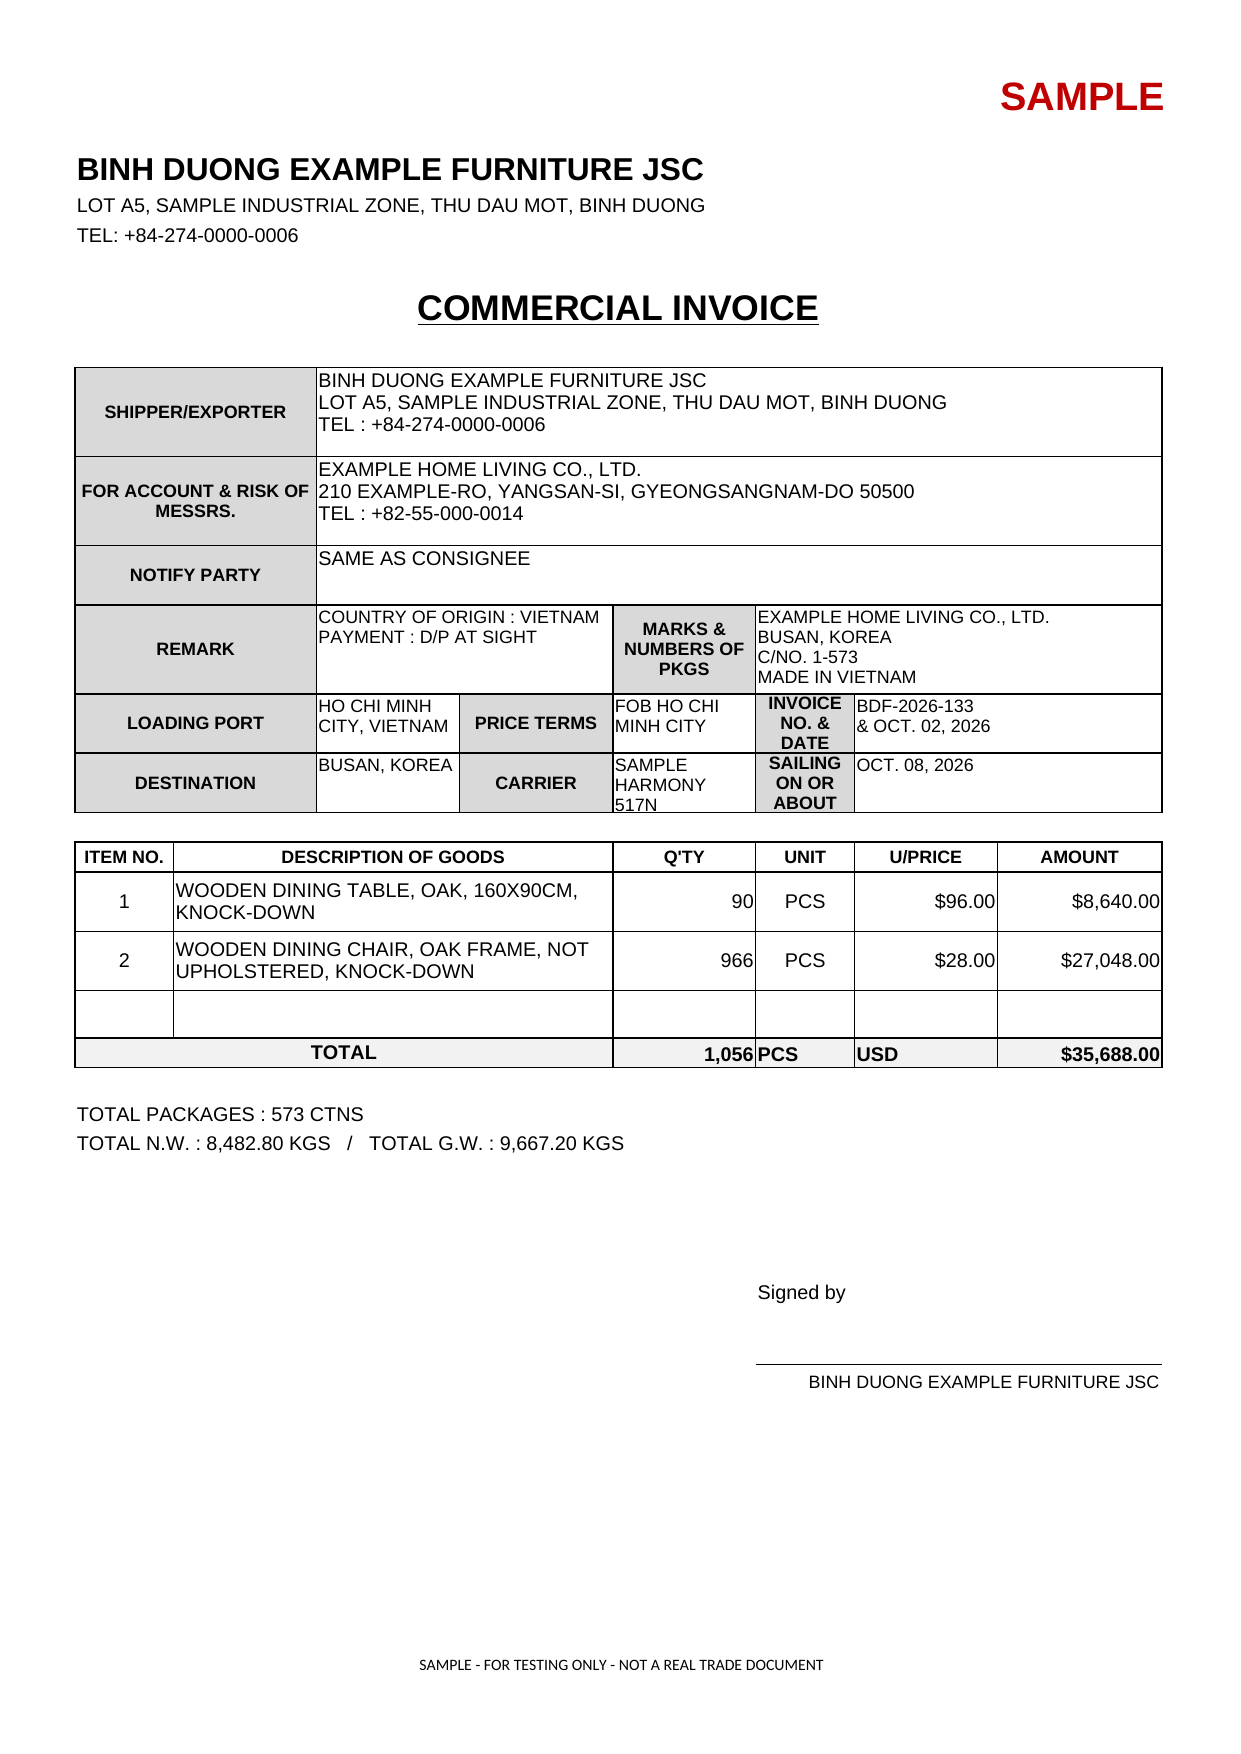 SAMPLE
BINH DUONG EXAMPLE FURNITURE JSC
LOT A5, SAMPLE INDUSTRIAL ZONE, THU DAU MOT, BINH DUONG
TEL: +84-274-0000-0006
COMMERCIAL INVOICE
SHIPPER/EXPORTER
BINH DUONG EXAMPLE FURNITURE JSC
LOT A5, SAMPLE INDUSTRIAL ZONE, THU DAU MOT, BINH DUONG
TEL : +84-274-0000-0006
FOR ACCOUNT & RISK OF
MESSRS.
EXAMPLE HOME LIVING CO., LTD.
210 EXAMPLE-RO, YANGSAN-SI, GYEONGSANGNAM-DO 50500
TEL : +82-55-000-0014
NOTIFY PARTY
SAME AS CONSIGNEE
REMARK
COUNTRY OF ORIGIN : VIETNAM
PAYMENT : D/P AT SIGHT
MARKS &
NUMBERS OF
PKGS
EXAMPLE HOME LIVING CO., LTD.
BUSAN, KOREA
C/NO. 1-573
MADE IN VIETNAM
LOADING PORT
HO CHI MINH
CITY, VIETNAM
PRICE TERMS
FOB HO CHI
MINH CITY
INVOICE
NO. &
DATE
BDF-2026-133
& OCT. 02, 2026
DESTINATION
BUSAN, KOREA
CARRIER
SAMPLE
HARMONY
517N
SAILING
ON OR
ABOUT
OCT. 08, 2026
ITEM NO. DESCRIPTION OF GOODS Q'TY UNIT U/PRICE AMOUNT
1 WOODEN DINING TABLE, OAK, 160X90CM,
KNOCK-DOWN
90 PCS $96.00 $8,640.00
2 WOODEN DINING CHAIR, OAK FRAME, NOT
UPHOLSTERED, KNOCK-DOWN
966 PCS $28.00 $27,048.00
TOTAL 1,056 PCS USD $35,688.00
TOTAL PACKAGES : 573 CTNS
TOTAL N.W. : 8,482.80 KGS / TOTAL G.W. : 9,667.20 KGS
Signed by
BINH DUONG EXAMPLE FURNITURE JSC
SAMPLE - FOR TESTING ONLY - NOT A REAL TRADE DOCUMENT